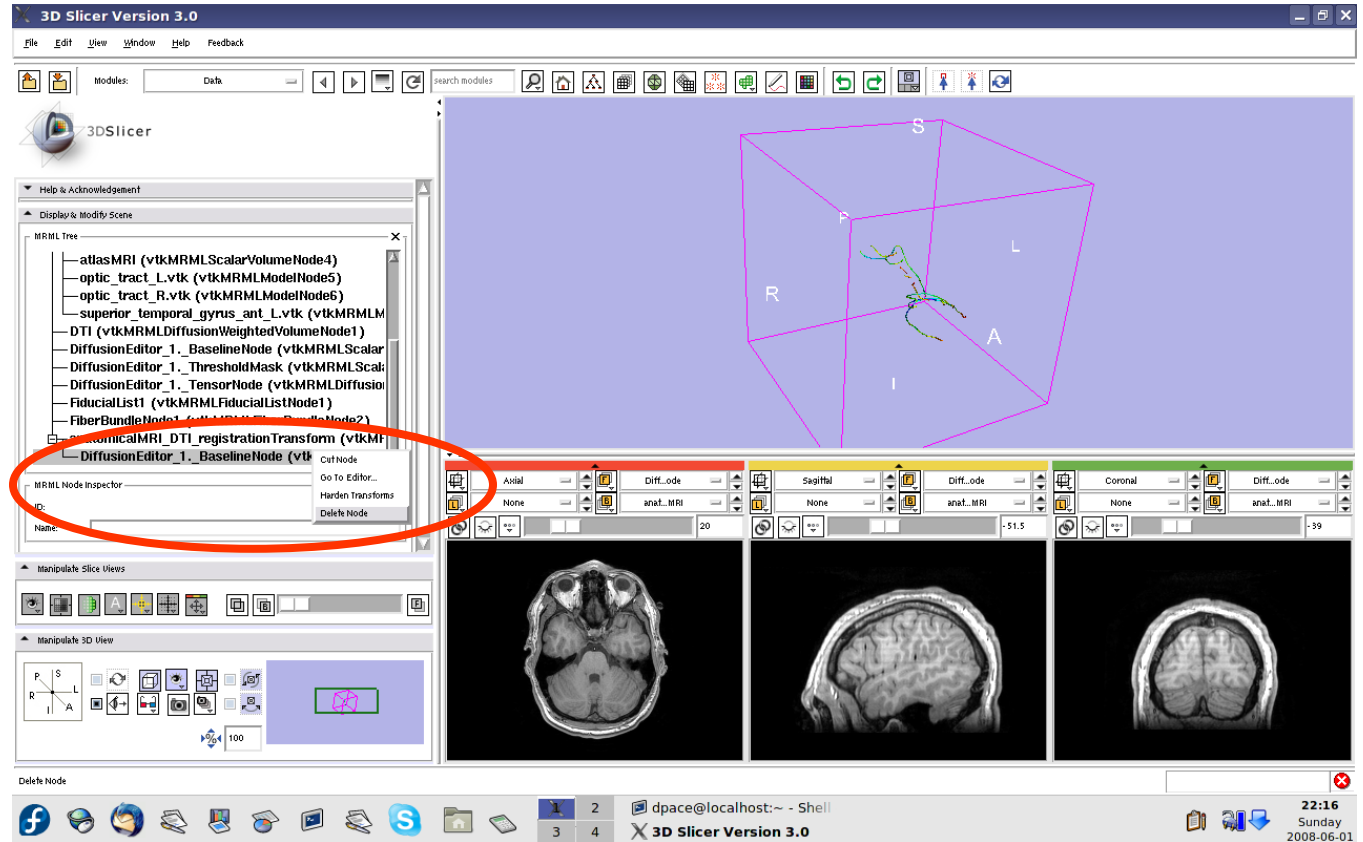 3D Slicer Version 3.0
File Edit View Window Help Feedback
Modules: Data search modules
3DSlicer
Help & Acknowledgement
Display & Modify Scene
MRML Tree
atlasMRI (vtkMRMLScalarVolumeNode4)
optic_tract_L.vtk (vtkMRMLModelNode5)
optic_tract_R.vtk (vtkMRMLModelNode6)
superior_temporal_gyrus_ant_L.vtk (vtkMRMLM
DTI (vtkMRMLDiffusionWeightedVolumeNode1)
DiffusionEditor_1._BaselineNode (vtkMRMLScalar
DiffusionEditor_1._ThresholdMask (vtkMRMLScala
DiffusionEditor_1._TensorNode (vtkMRMLDiffusion
FiducialList1 (vtkMRMLFiducialListNode1)
FiberBundleNode1 (vtkMRMLFiberBundleNode2)
anatomicalMRI_DTI_registrationTransform (vtkMR
DiffusionEditor_1._BaselineNode (vtk
Cut Node
Go To Editor...
Harden Transforms
Delete Node
MRML Node Inspector
ID:
Name:
Manipulate Slice Views
A B F
Manipulate 3D View
P S
R L
I A
100
S
P
L
R
A
I
Axial Diff...ode
L None B anat...MRI
20
Sagittal Diff...ode
L None B anat...MRI
-51.5
Coronal Diff...ode
L None B anat...MRI
-39
Delete Node
1 2
3 4
dpace@localhost:~ - Shell
3D Slicer Version 3.0
22:16
Sunday
2008-06-01